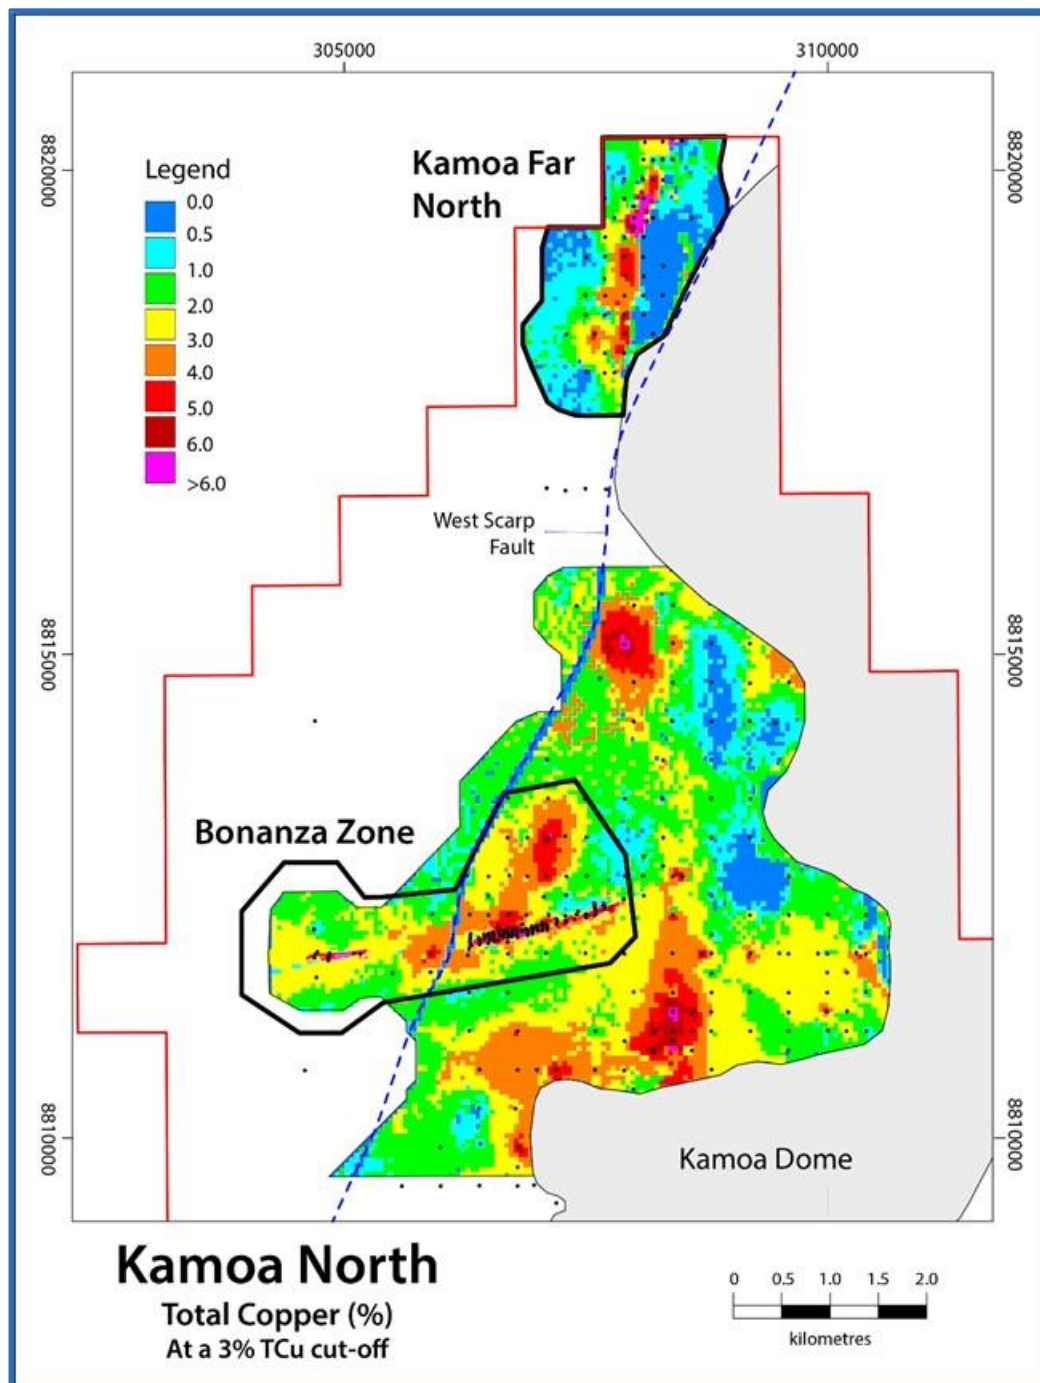 305000
310000
8820000
8820000
Kamoa Far
North
Legend
0.0
0.5
1.0
2.0
3.0
4.0
5.0
6.0
>6.0
West Scarp
Fault
8815000
8815000
Bonanza Zone
8810000
8810000
Kamoa Dome
Kamoa North
Total Copper (%)
At a 3% TCu cut-off
0 0.5 1.0 1.5 2.0
kilometres